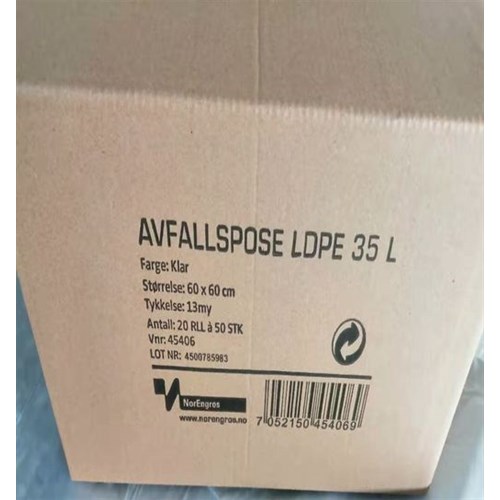 AVFALLSPOSE LDPE 35 L
Farge: Klar
Størrelse: 60 x 60 cm
Tykkelse: 13my
Antall: 20 RLL à 50 STK
Vnr: 45406
LOT NR: 4500785983
NorEngros
www.norengros.no
7 052150 454069